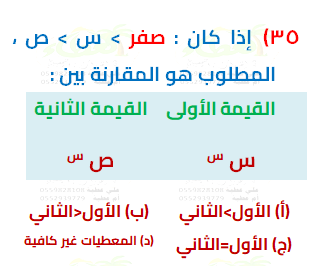 ٣٥) إذا كان : صفر < س < ص ،
المطلوب هو المقارنة بين :
القيمة الأولى القيمة الثانية
س ^س ص ^س
(أ) الأول>الثاني (ب) الأول<الثاني
(ج) الأول=الثاني (د) المعطيات غير كافية